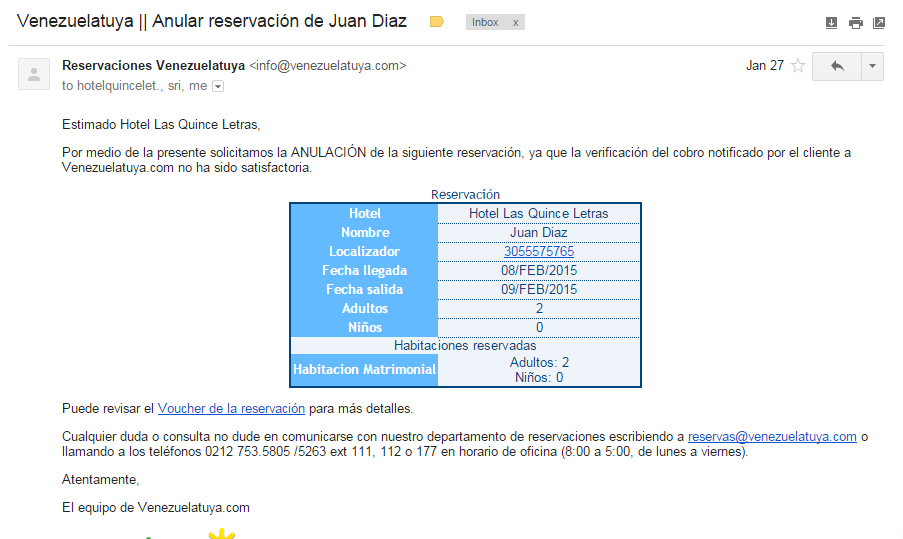 Venezuelatuya || Anular reservación de Juan Diaz Inbox x
Reservaciones Venezuelatuya <info@venezuelatuya.com> Jan 27
to hotelquincelet., sri, me
Estimado Hotel Las Quince Letras,
Por medio de la presente solicitamos la ANULACIÓN de la siguiente reservación, ya que la verificación del cobro notificado por el cliente a
Venezuelatuya.com no ha sido satisfactoria.
Reservación
Hotel Hotel Las Quince Letras
Nombre Juan Diaz
Localizador 3055575765
Fecha llegada 08/FEB/2015
Fecha salida 09/FEB/2015
Adultos 2
Niños 0
Habitaciones reservadas
Habitacion Matrimonial Adultos: 2
Niños: 0
Puede revisar el Voucher de la reservación para más detalles.
Cualquier duda o consulta no dude en comunicarse con nuestro departamento de reservaciones escribiendo a reservas@venezuelatuya.com o
llamando a los teléfonos 0212 753.5805 /5263 ext 111, 112 o 177 en horario de oficina (8:00 a 5:00, de lunes a viernes).
Atentamente,
El equipo de Venezuelatuya.com